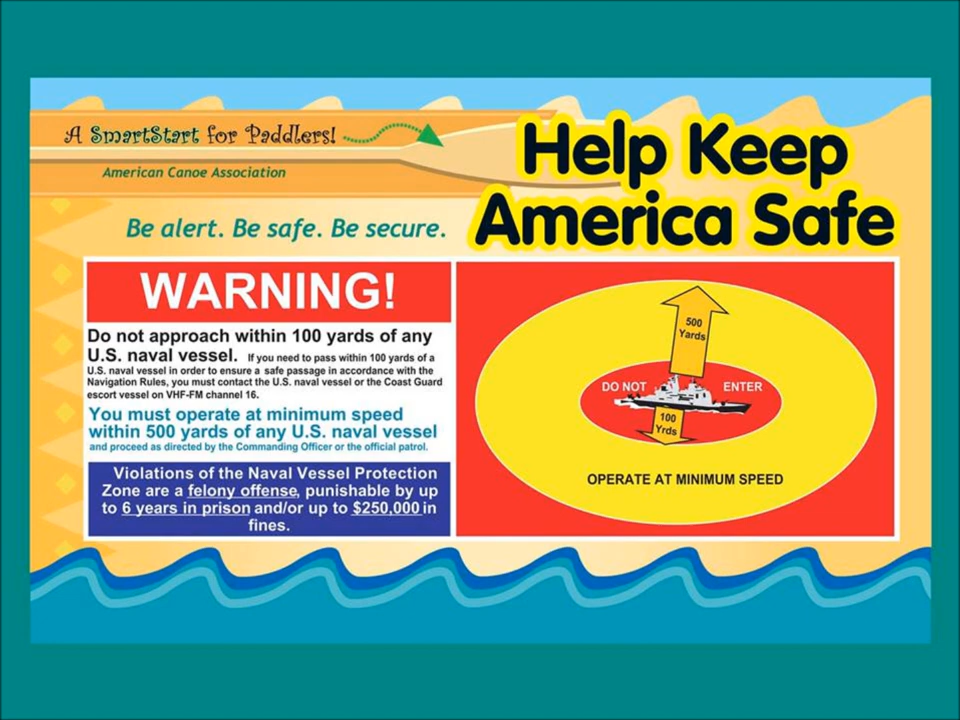 A SmartStart for Paddlers!
American Canoe Association
Be alert. Be safe. Be secure.
Help Keep
America Safe
WARNING!
Do not approach within 100 yards of any
U.S. naval vessel. If you need to pass within 100 yards of a
U.S. naval vessel in order to ensure a safe passage in accordance with the
Navigation Rules, you must contact the U.S. naval vessel or the Coast Guard
escort vessel on VHF-FM channel 16.
You must operate at minimum speed
within 500 yards of any U.S. naval vessel
and proceed as directed by the Commanding Officer or the official patrol.
Violations of the Naval Vessel Protection
Zone are a felony offense, punishable by up
to 6 years in prison and/or up to $250,000 in
fines.
500
Yards
DO NOT ENTER
100
Yrds
OPERATE AT MINIMUM SPEED